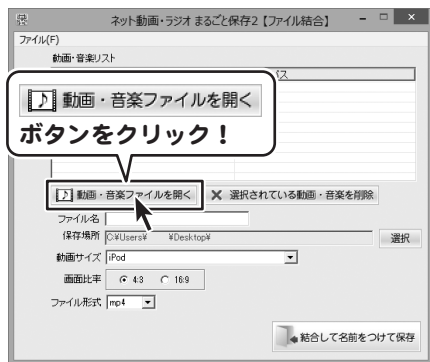 ネット動画・ラジオ まるごと保存2【ファイル結合】
ファイル(F)
動画・音楽リスト
パス
動画・音楽ファイルを開く
ボタンをクリック！
動画・音楽ファイルを開く
選択されている動画・音楽を削除
ファイル名
保存場所 C:¥Users¥ ¥Desktop¥ 選択
動画サイズ iPod
画面比率 4:3 16:9
ファイル形式 mp4
結合して名前をつけて保存